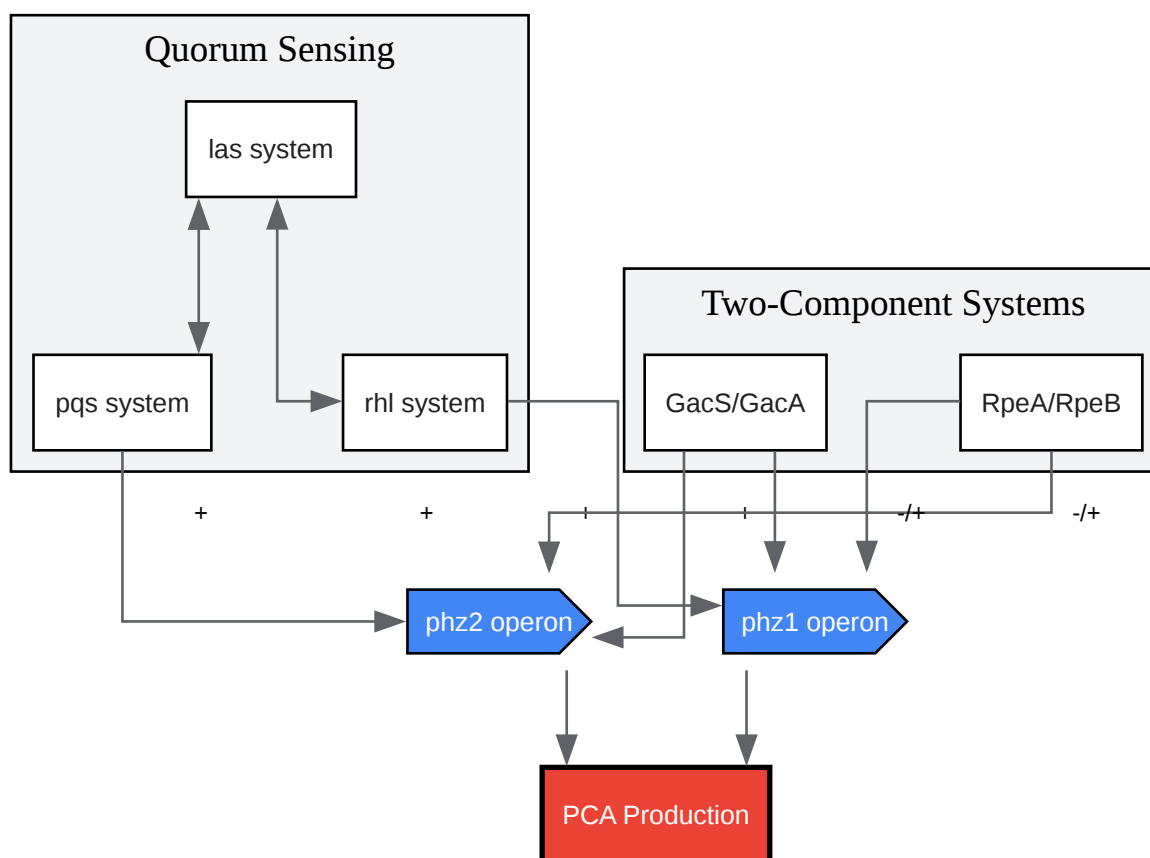 Quorum Sensing
las system
Two-Component Systems
pqs system
rhl system
GacS/GacA
RpeA/RpeB
+
+
+
+
-/+
-/+
phz2 operon
phz1 operon
PCA Production